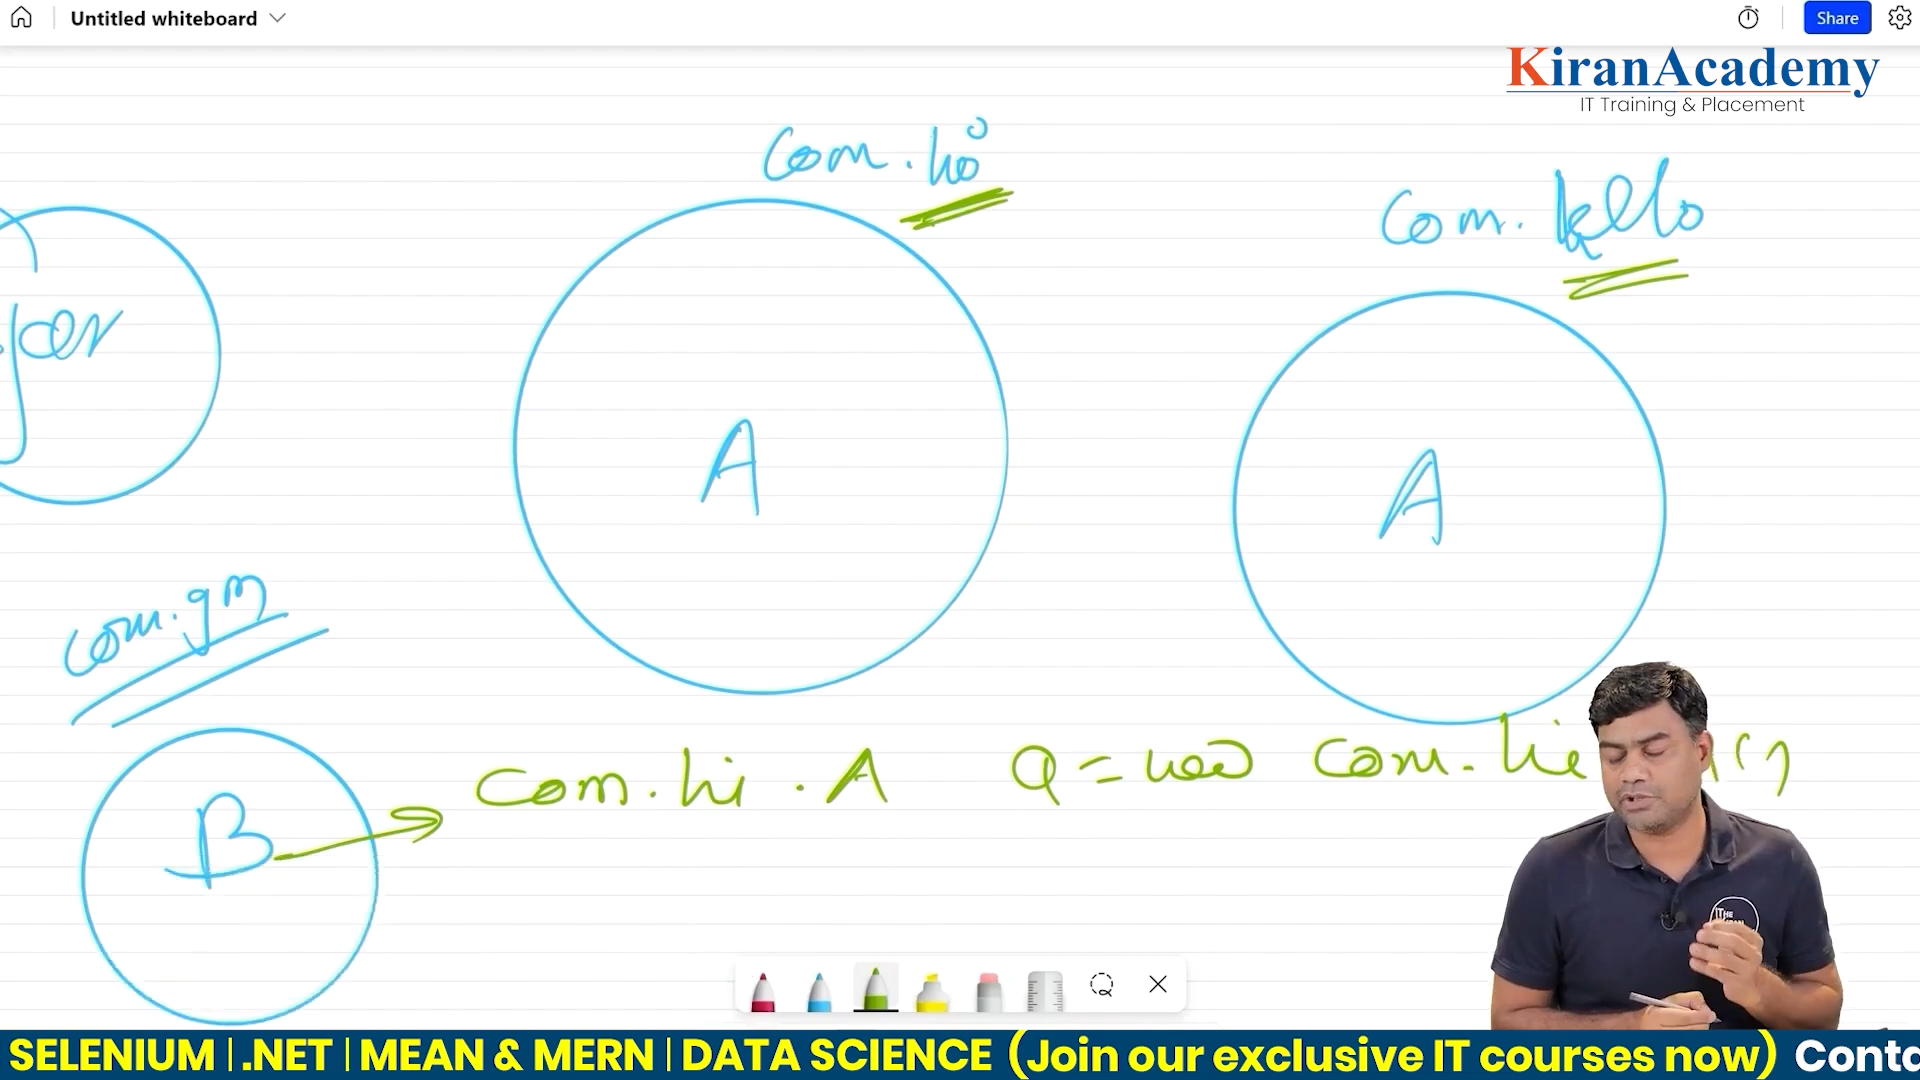 Untitled whiteboard
Share
KiranAcademy
IT Training & Placement
com.hi
com.hello
A
A
com.gm
B
com.hi.A a = new com.hi
SELENIUM | .NET | MEAN & MERN | DATA SCIENCE (Join our exclusive IT courses now) Conta